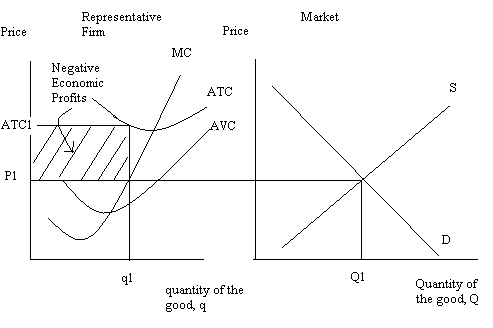 Representative
Firm
Market
Price
Price
MC
Negative
Economic
Profits
ATC
S
ATC1
AVC
P1
D
q1
Q1
quantity of the
good, q
Quantity of
the good, Q